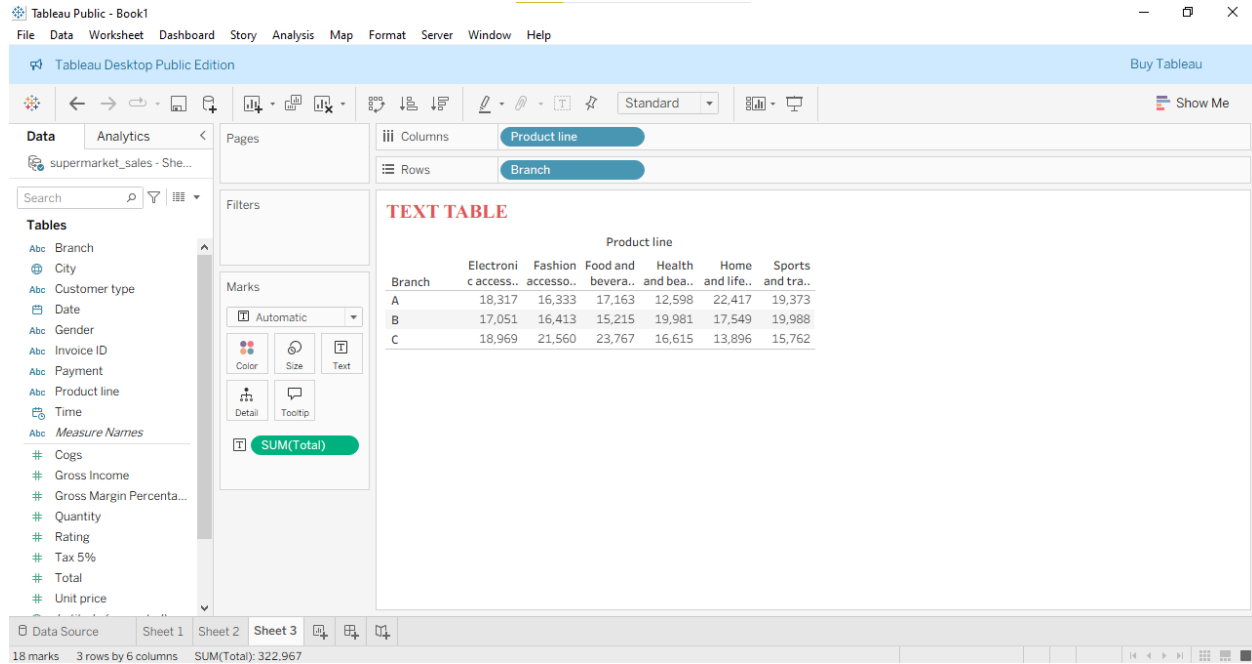 Tableau Public - Book1
File Data Worksheet Dashboard Story Analysis Map Format Server Window Help
Tableau Desktop Public Edition
Buy Tableau
Standard
Show Me
Data
Analytics
supermarket_sales - She...
Search
Tables
Abc Branch
City
Abc Customer type
Date
Abc Gender
Abc Invoice ID
Abc Payment
Abc Product line
Time
Abc Measure Names
# Cogs
# Gross Income
# Gross Margin Percenta...
# Quantity
# Rating
# Tax 5%
# Total
# Unit price
Pages
Filters
Marks
T Automatic
Color Size Text
Detail Tooltip
T SUM(Total)
Columns Product line
Rows Branch
TEXT TABLE
Product line
Electroni Fashion Food and Health Home Sports
Branch c access.. accesso.. bevera.. and bea.. and life.. and tra..
A 18,317 16,333 17,163 12,598 22,417 19,373
B 17,051 16,413 15,215 19,981 17,549 19,988
C 18,969 21,560 23,767 16,615 13,896 15,762
Data Source Sheet 1 Sheet 2 Sheet 3
18 marks 3 rows by 6 columns SUM(Total): 322,967